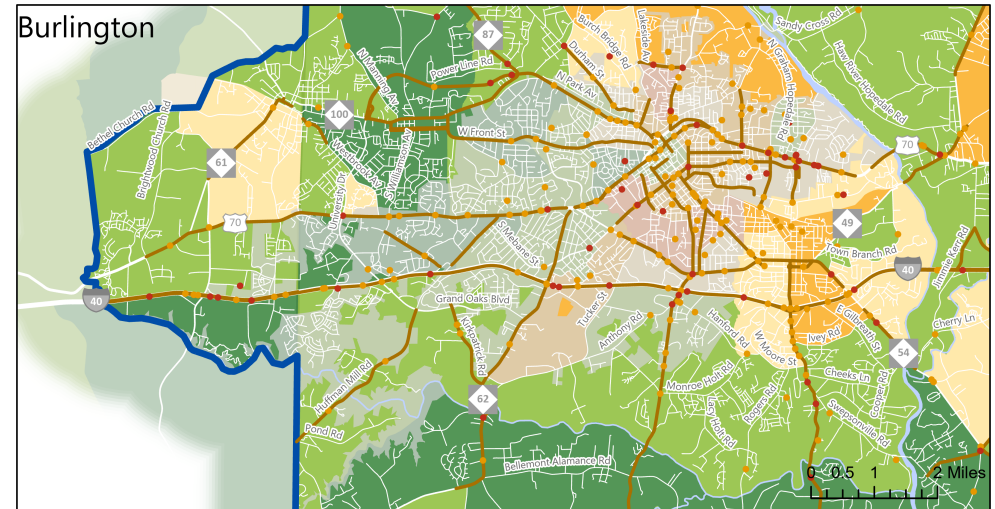 Burlington
87
Burch Bridge Rd
Lakeside Av
Sandy Cross Rd
N Manning Av
Power Line Rd
Durham St
N Graham Hopedale Rd
Haw River Hopedale Rd
N Park Av
Bethel Church Rd
Brightwood Church Rd
100
W Front St
70
61
Westbrook Av
S Williamson Av
University Dr
70
S Mebane St
49
Town Branch Rd
Jimmie Kerr Rd
40
40
Grand Oaks Blvd
Tucker St
Anthony Rd
Hanford Rd
E Gilbreath St
Cherry Ln
Kirkpatrick Rd
W Moore St
Ivey Rd
54
Huffman Mill Rd
Monroe Holt Rd
Cheeks Ln
Cooper Rd
62
Rogers Rd
Lacy Holt Rd
Swepsonville Rd
Pond Rd
Bellemont Alamance Rd
0 0.5 1 2 Miles